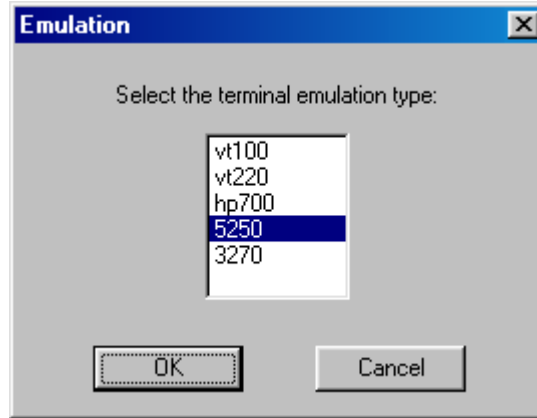 Emulation
Select the terminal emulation type:
vt100
vt220
hp700
5250
3270
OK
Cancel